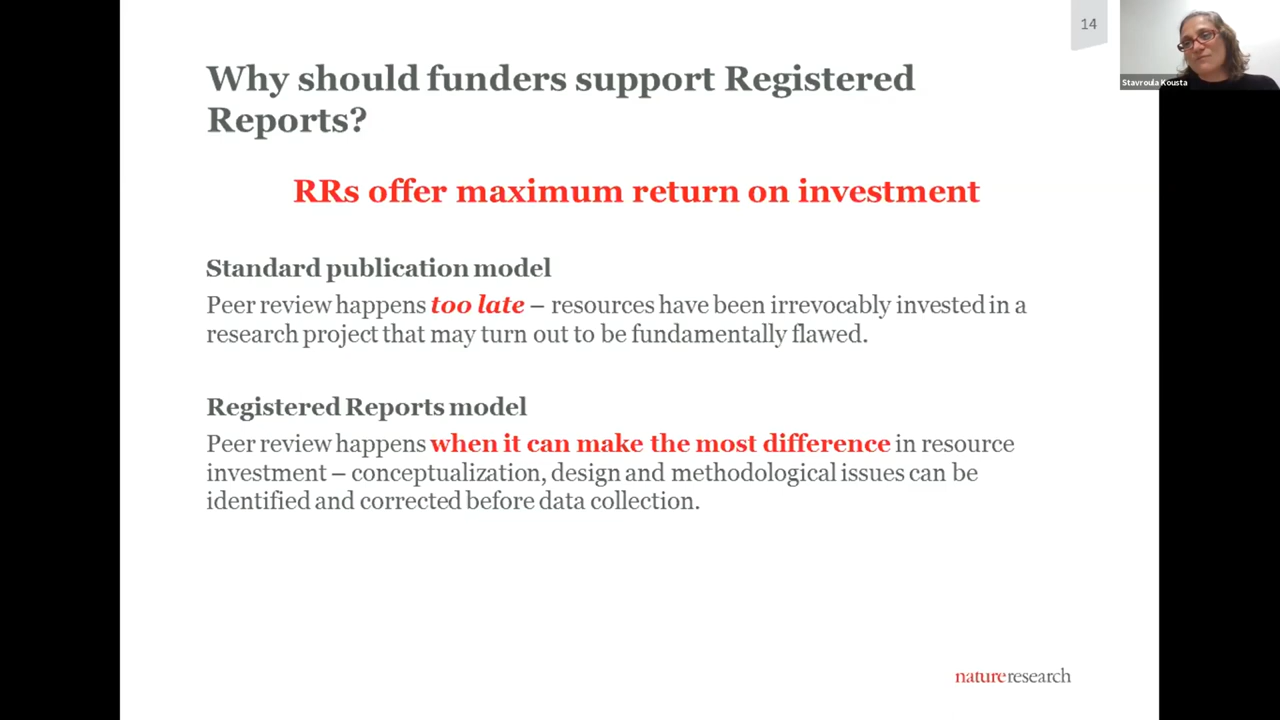 14
Stavroula Kousta
Why should funders support Registered
Reports?
RRs offer maximum return on investment
Standard publication model
Peer review happens too late – resources have been irrevocably invested in a
research project that may turn out to be fundamentally flawed.
Registered Reports model
Peer review happens when it can make the most difference in resource
investment – conceptualization, design and methodological issues can be
identified and corrected before data collection.
natureresearch